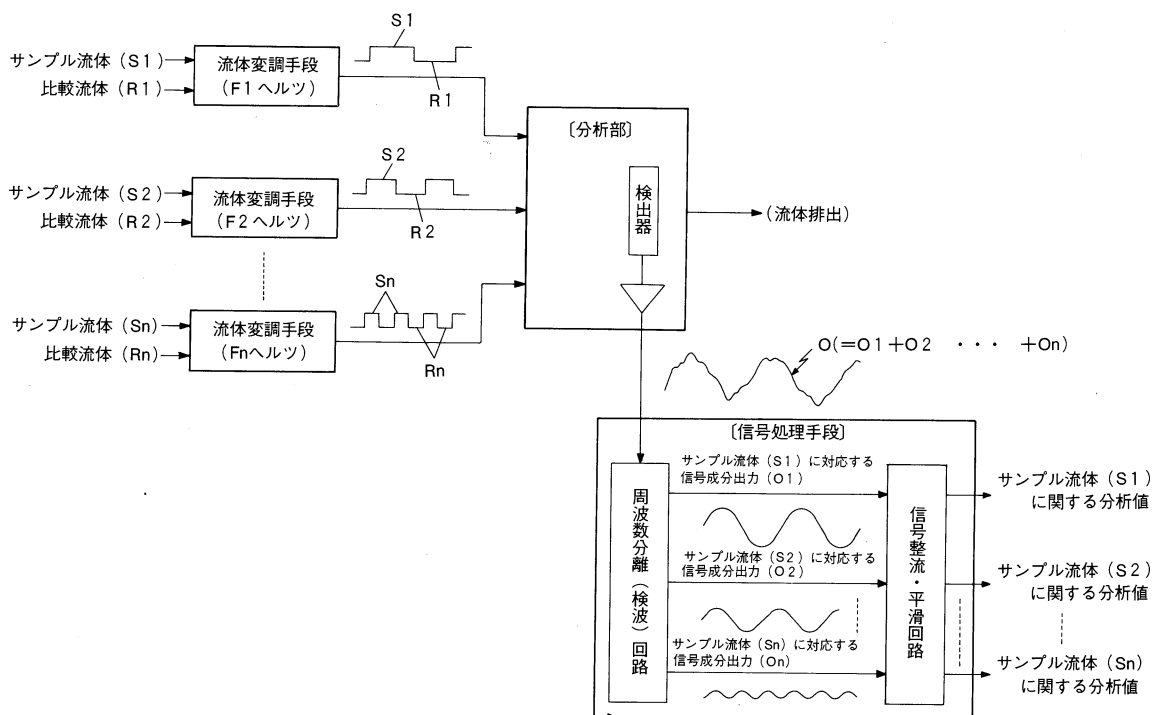 サンプル流体(S1)
比較流体(R1)
流体変調手段
(F1ヘルツ)
S1
R1
サンプル流体(S2)
比較流体(R2)
流体変調手段
(F2ヘルツ)
S2
R2
サンプル流体(Sn)
比較流体(Rn)
流体変調手段
(Fnヘルツ)
Sn
Rn
〔分析部〕
検出器
(流体排出)
O(=O1+O2 ・・・ +On)
〔信号処理手段〕
周波数分離(検波)回路
サンプル流体(S1)に対応する
信号成分出力(O1)
サンプル流体(S2)に対応する
信号成分出力(O2)
サンプル流体(Sn)に対応する
信号成分出力(On)
信号整流・平滑回路
サンプル流体(S1)
に関する分析値
サンプル流体(S2)
に関する分析値
サンプル流体(Sn)
に関する分析値